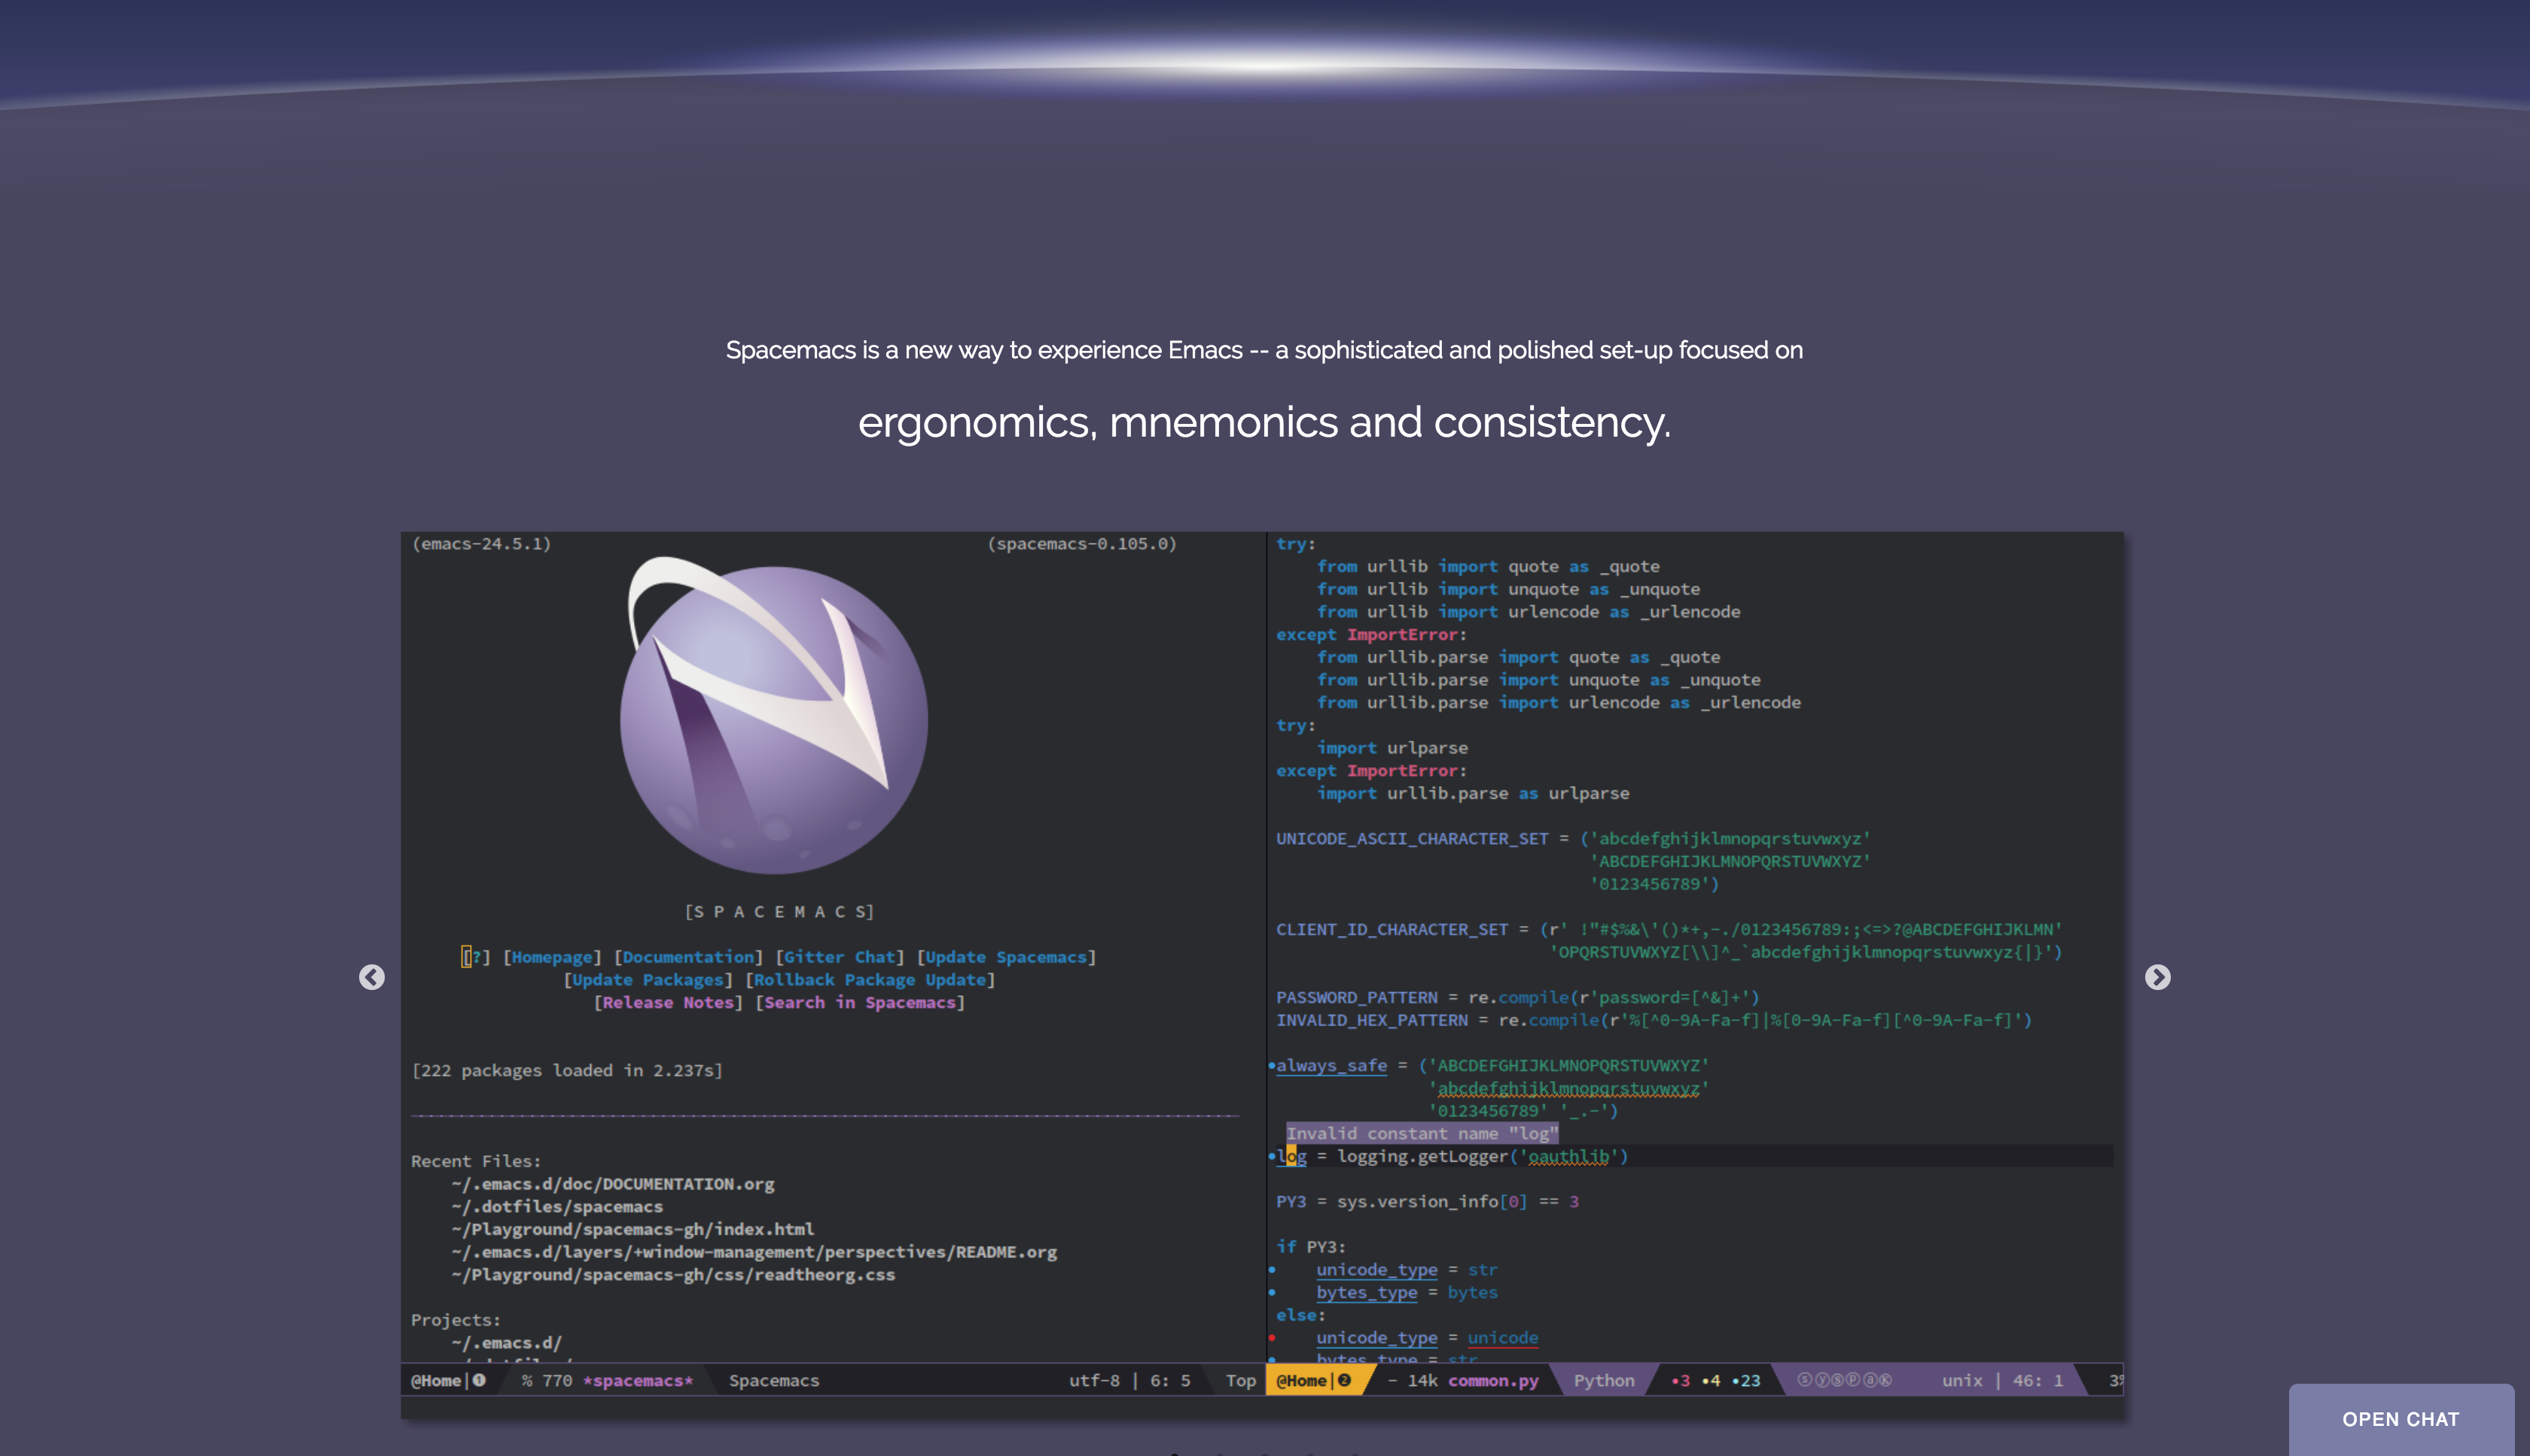 Spacemacs is a new way to experience Emacs -- a sophisticated and polished set-up focused on
ergonomics, mnemonics and consistency.
(emacs-24.5.1) (spacemacs-0.105.0)
[S P A C E M A C S]
[?] [Homepage] [Documentation] [Gitter Chat] [Update Spacemacs]
[Update Packages] [Rollback Package Update]
[Release Notes] [Search in Spacemacs]
[222 packages loaded in 2.237s]
Recent Files:
~/.emacs.d/doc/DOCUMENTATION.org
~/.dotfiles/spacemacs
~/Playground/spacemacs-gh/index.html
~/.emacs.d/layers/+window-management/perspectives/README.org
~/Playground/spacemacs-gh/css/readtheorg.css
Projects:
~/.emacs.d/
@Home|❶ % 770 *spacemacs* Spacemacs utf-8 | 6: 5 Top
try:
from urllib import quote as _quote
from urllib import unquote as _unquote
from urllib import urlencode as _urlencode
except ImportError:
from urllib.parse import quote as _quote
from urllib.parse import unquote as _unquote
from urllib.parse import urlencode as _urlencode
try:
import urlparse
except ImportError:
import urllib.parse as urlparse
UNICODE_ASCII_CHARACTER_SET = ('abcdefghijklmnopqrstuvwxyz'
'ABCDEFGHIJKLMNOPQRSTUVWXYZ'
'0123456789')
CLIENT_ID_CHARACTER_SET = (r' !"#$%&\'()*+,-./0123456789:;<=>?@ABCDEFGHIJKLMN'
'OPQRSTUVWXYZ[\\]^_`abcdefghijklmnopqrstuvwxyz{|}')
PASSWORD_PATTERN = re.compile(r'password=[^&]+')
INVALID_HEX_PATTERN = re.compile(r'%[^0-9A-Fa-f]|%[0-9A-Fa-f][^0-9A-Fa-f]')
always_safe = ('ABCDEFGHIJKLMNOPQRSTUVWXYZ'
'abcdefghijklmnopqrstuvwxyz'
'0123456789' '_.-')
Invalid constant name "log"
log = logging.getLogger('oauthlib')
PY3 = sys.version_info[0] == 3
if PY3:
unicode_type = str
bytes_type = bytes
else:
unicode_type = unicode
bytes_type = str
@Home|❷ - 14k common.py Python •3 •4 •23 ⓢⓨⓢⓟⓐⓚ unix | 46: 1
OPEN CHAT